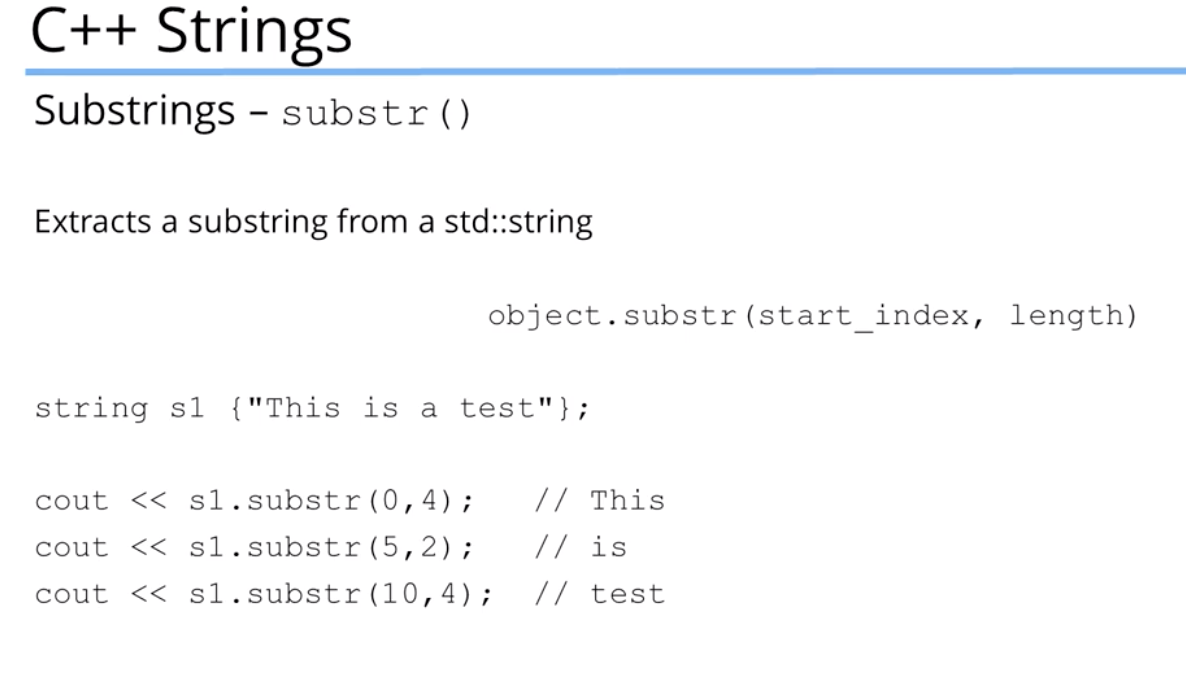 C++ Strings
Substrings – substr()
Extracts a substring from a std::string
object.substr(start_index, length)
string s1 {"This is a test"};
cout << s1.substr(0,4);   // This
cout << s1.substr(5,2);   // is
cout << s1.substr(10,4);  // test